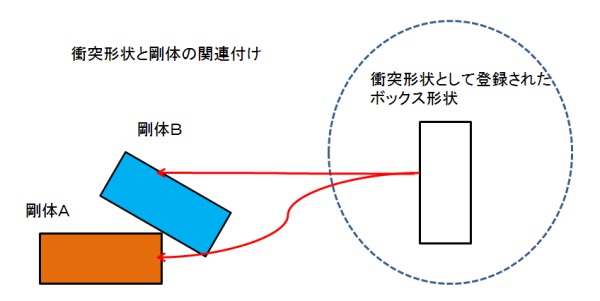 衝突形状と剛体の関連付け
衝突形状として登録された
ボックス形状
剛体B
剛体A